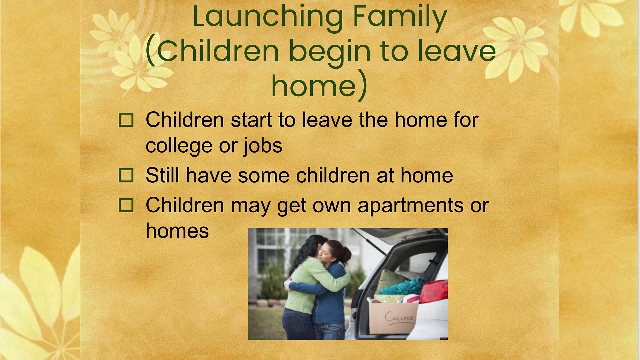 Launching Family
(Children begin to leave
home)
Children start to leave the home for
college or jobs
Still have some children at home
Children may get own apartments or
homes
College